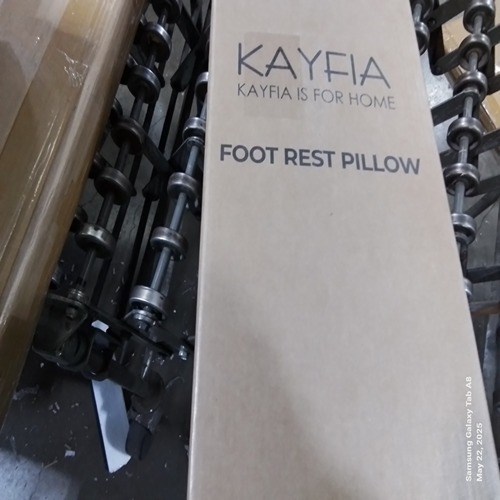 KAYFIA
KAYFIA IS FOR HOME
FOOT REST PILLOW
Samsung Galaxy Tab A8
May 22, 2025